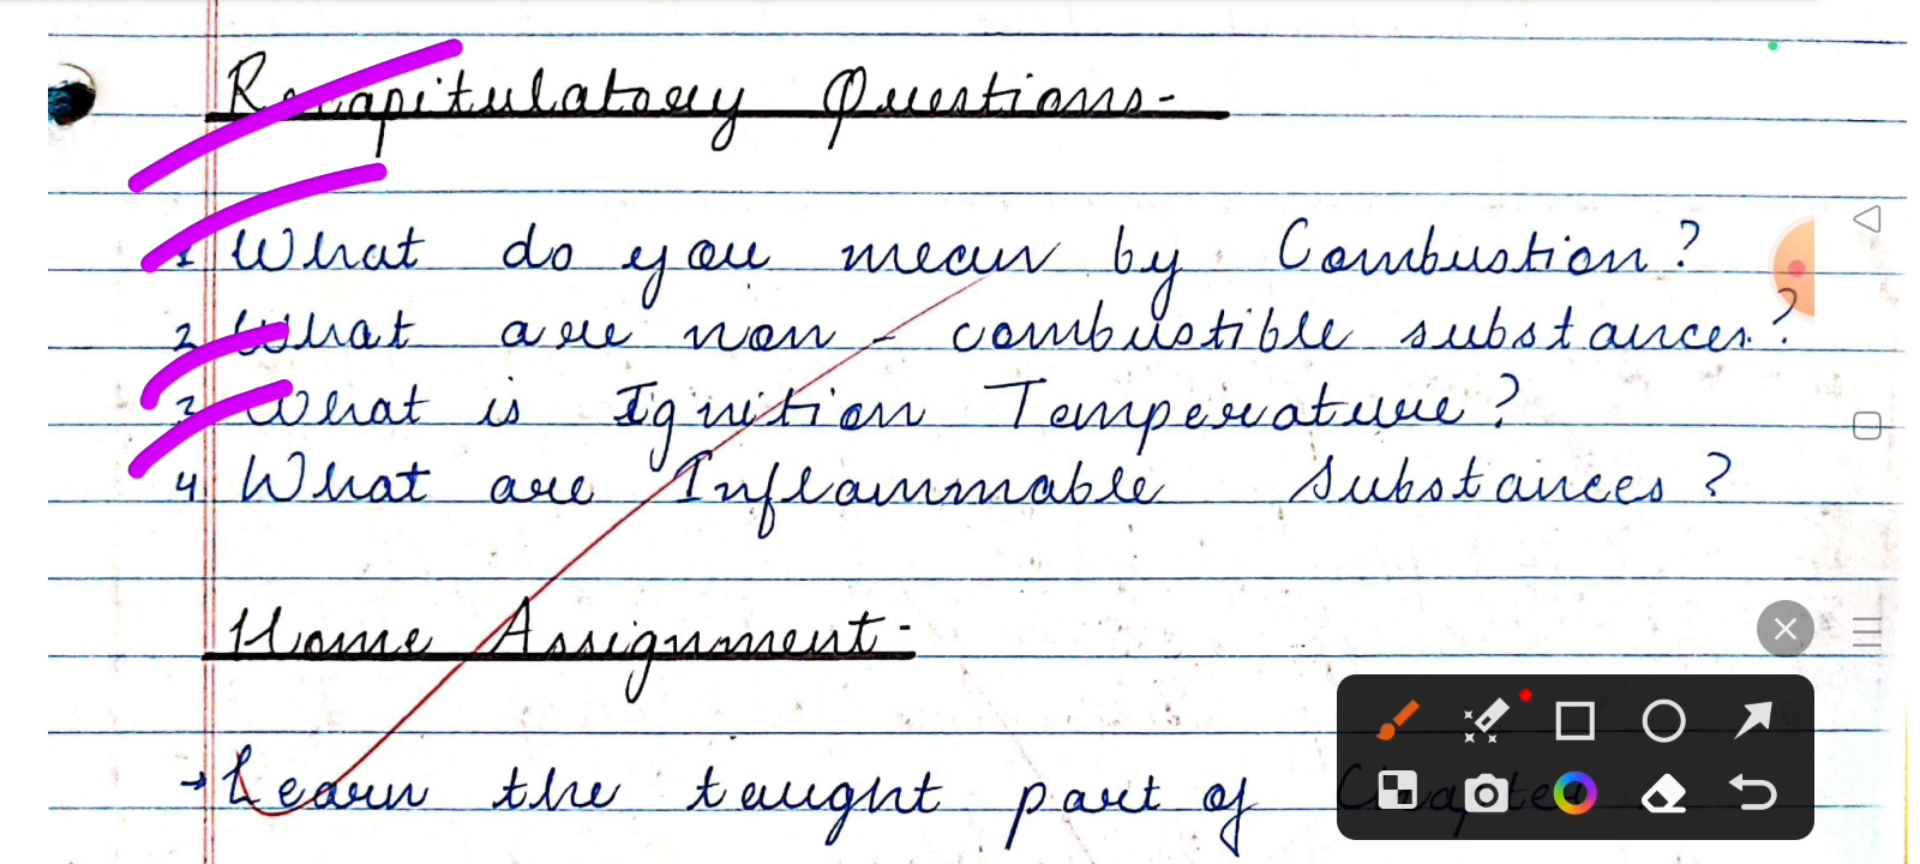 Recapitulatory Questions-
1 What do you mean by Combustion?
2 What are non - combustible substances.?
3 What is Ignition Temperature?
4 What are Inflammable Substances?
Home Assignment-
→ Learn the taught part of Chapter